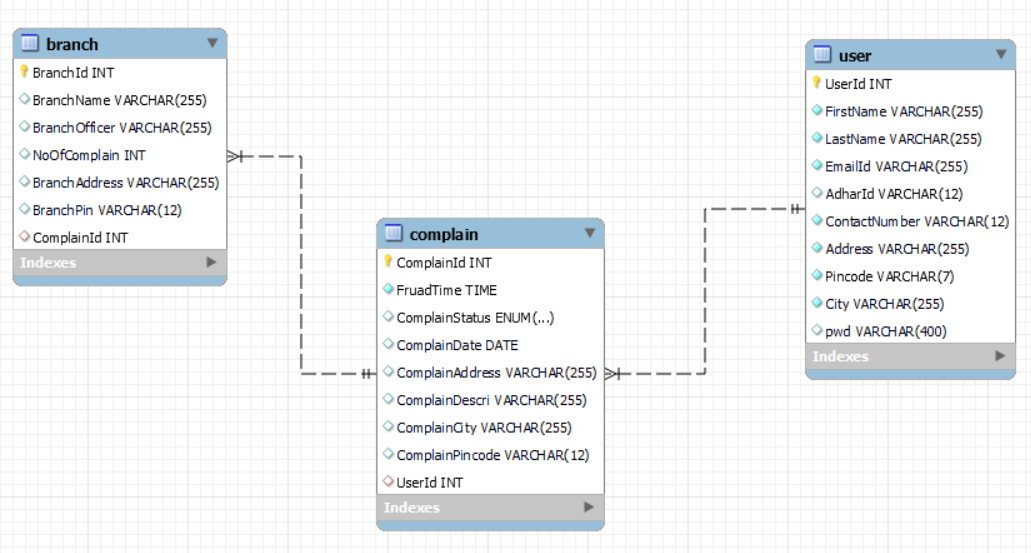 branch
BranchId INT
BranchName VARCHAR(255)
BranchOfficer VARCHAR(255)
NoOfComplain INT
BranchAddress VARCHAR(255)
BranchPin VARCHAR(12)
ComplainId INT
Indexes
complain
ComplainId INT
FruadTime TIME
ComplainStatus ENUM(...)
ComplainDate DATE
ComplainAddress VARCHAR(255)
ComplainDescri VARCHAR(255)
ComplainCity VARCHAR(255)
ComplainPincode VARCHAR(12)
UserId INT
Indexes
user
UserId INT
FirstName VARCHAR(255)
LastName VARCHAR(255)
EmailId VARCHAR(255)
AdharId VARCHAR(12)
ContactNumber VARCHAR(12)
Address VARCHAR(255)
Pincode VARCHAR(7)
City VARCHAR(255)
pwd VARCHAR(400)
Indexes